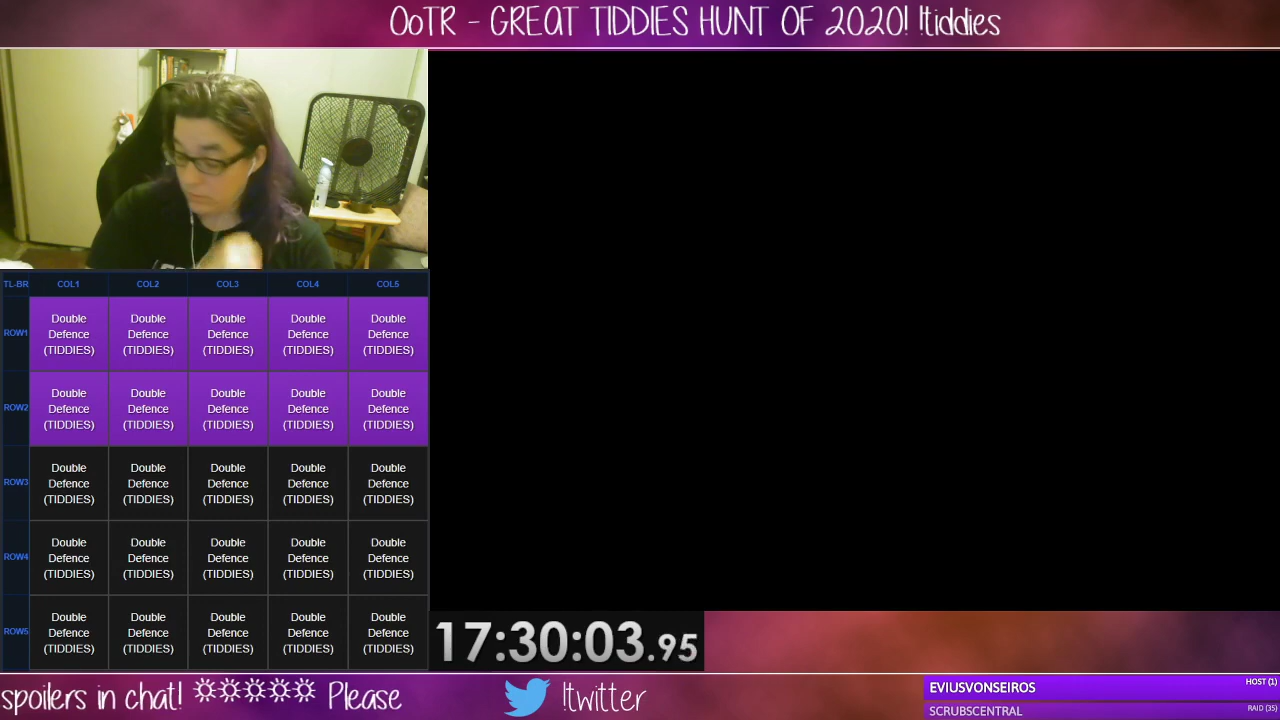 OoTR - GREAT TIDDIES HUNT OF 2020! !tiddies
TL-BR COL1 COL2 COL3 COL4 COL5
ROW1
Double Defence (TIDDIES)
Double Defence (TIDDIES)
Double Defence (TIDDIES)
Double Defence (TIDDIES)
Double Defence (TIDDIES)
ROW2
Double Defence (TIDDIES)
Double Defence (TIDDIES)
Double Defence (TIDDIES)
Double Defence (TIDDIES)
Double Defence (TIDDIES)
ROW3
Double Defence (TIDDIES)
Double Defence (TIDDIES)
Double Defence (TIDDIES)
Double Defence (TIDDIES)
Double Defence (TIDDIES)
ROW4
Double Defence (TIDDIES)
Double Defence (TIDDIES)
Double Defence (TIDDIES)
Double Defence (TIDDIES)
Double Defence (TIDDIES)
ROW5
Double Defence (TIDDIES)
Double Defence (TIDDIES)
Double Defence (TIDDIES)
Double Defence (TIDDIES)
Double Defence (TIDDIES)
17:30:03.95
spoilers in chat! ☼☼☼☼☼ Please
!twitter
EVIUSVONSEIROS HOST (1)
SCRUBSCENTRAL RAID (35)